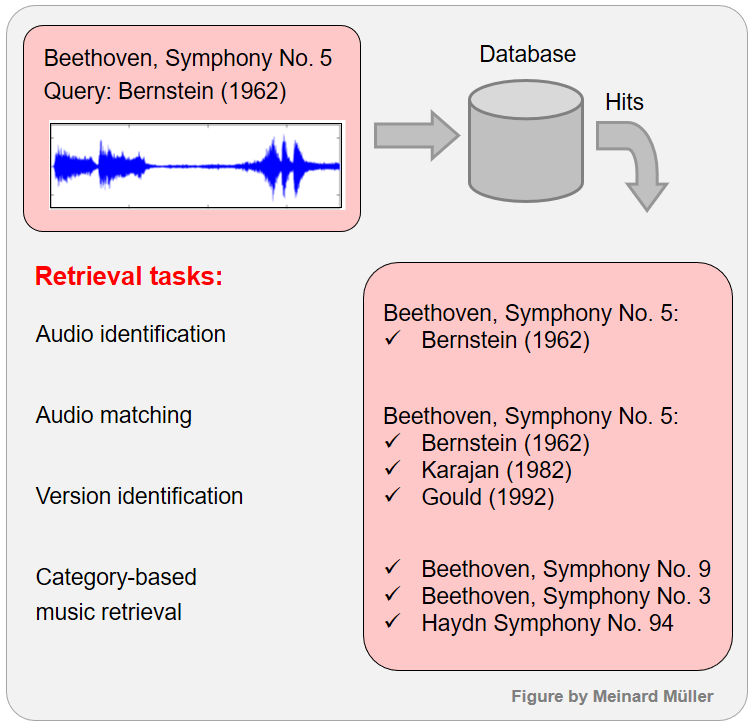 Beethoven, Symphony No. 5
Query: Bernstein (1962)
Database
Hits
Retrieval tasks:
Audio identification
Beethoven, Symphony No. 5:
✓ Bernstein (1962)
Audio matching
Beethoven, Symphony No. 5:
✓ Bernstein (1962)
✓ Karajan (1982)
✓ Gould (1992)
Version identification
Category-based
music retrieval
✓ Beethoven, Symphony No. 9
✓ Beethoven, Symphony No. 3
✓ Haydn Symphony No. 94
Figure by Meinard Müller